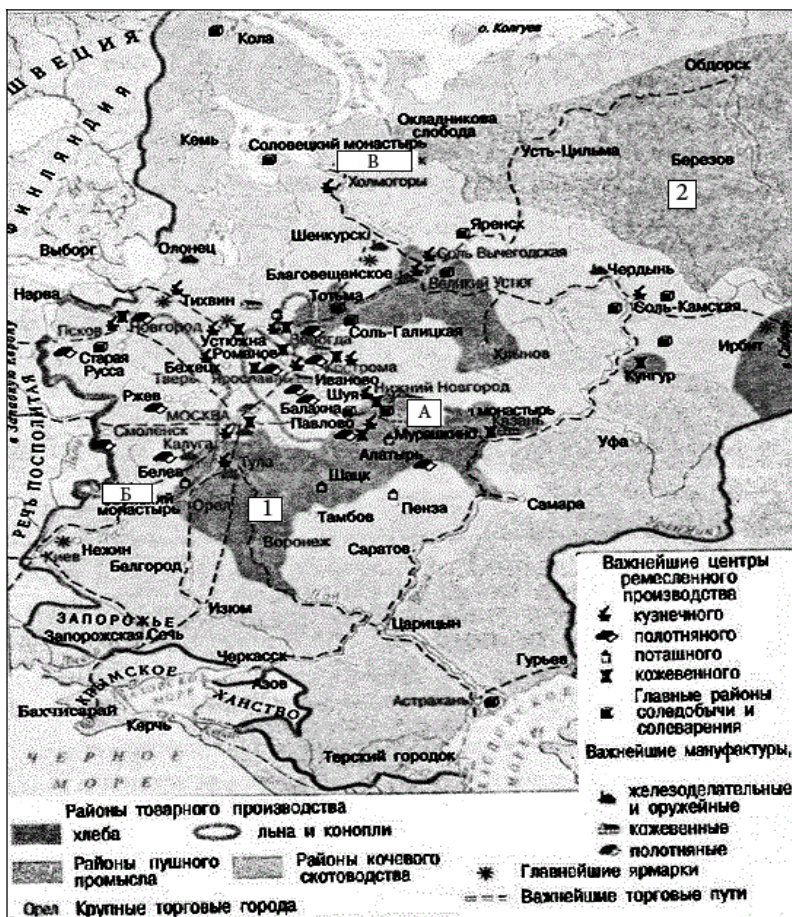 ШВЕЦИЯ
ФИНЛЯНДИЯ
Кола
о. Колгуев
Обдорск
Окладникова
слобода
Кемь
Соловецкий монастырь
В
к
Усть-Цильма
Березов
2
Холмогоры
Яренск
Шенкурск
Соль Вычегодская
Выборг
Олонец
Благовещенское
Великий Устюг
Чердынь
Нарва
Тихвин
Тотьма
Соль-Камская
Псков
Новгород
Устюжна
Вологда
Соль-Галицкая
Старая
Русса
Романов
Хлынов
Ирбит
в Сибирь
Бежецк
Кострома
Кунгур
Тверь
Ярославль
Иваново
Нижний Новгород
в Западную Европу
Ржев
Шуя
А
монастырь
МОСКВА
Балахна
Казань
Смоленск
Павлово
Мурашкино
Уфа
Калуга
РЕЧЬ ПОСПОЛИТАЯ
Тула
Алатырь
Белев
Шацк
Б
ий
монастырь
Орел
1
Тамбов
Пенза
Самара
Киев
Нежин
Воронеж
Саратов
Белгород
Изюм
ЗАПОРОЖЬЕ
Запорожская Сечь
Царицын
Черкасск
Гурьев
КРЫМСКОЕ
Азов
ХАНСТВО
Астрахань
Бахчисарай
Керчь
Терский городок
ЧЕРНОЕ
МОРЕ
Важнейшие центры
ремесленного
производства
кузнечного
полотняного
поташного
кожевенного
Главные районы
соледобычи и
солеварения
Важнейшие мануфактуры,
железоделательные
и оружейные
кожевенные
полотняные
Районы товарного производства
хлеба
льна и конопли
Районы пушного
промысла
Районы кочевого
скотоводства
Главнейшие ярмарки
Орел Крупные торговые города
Важнейшие торговые пути